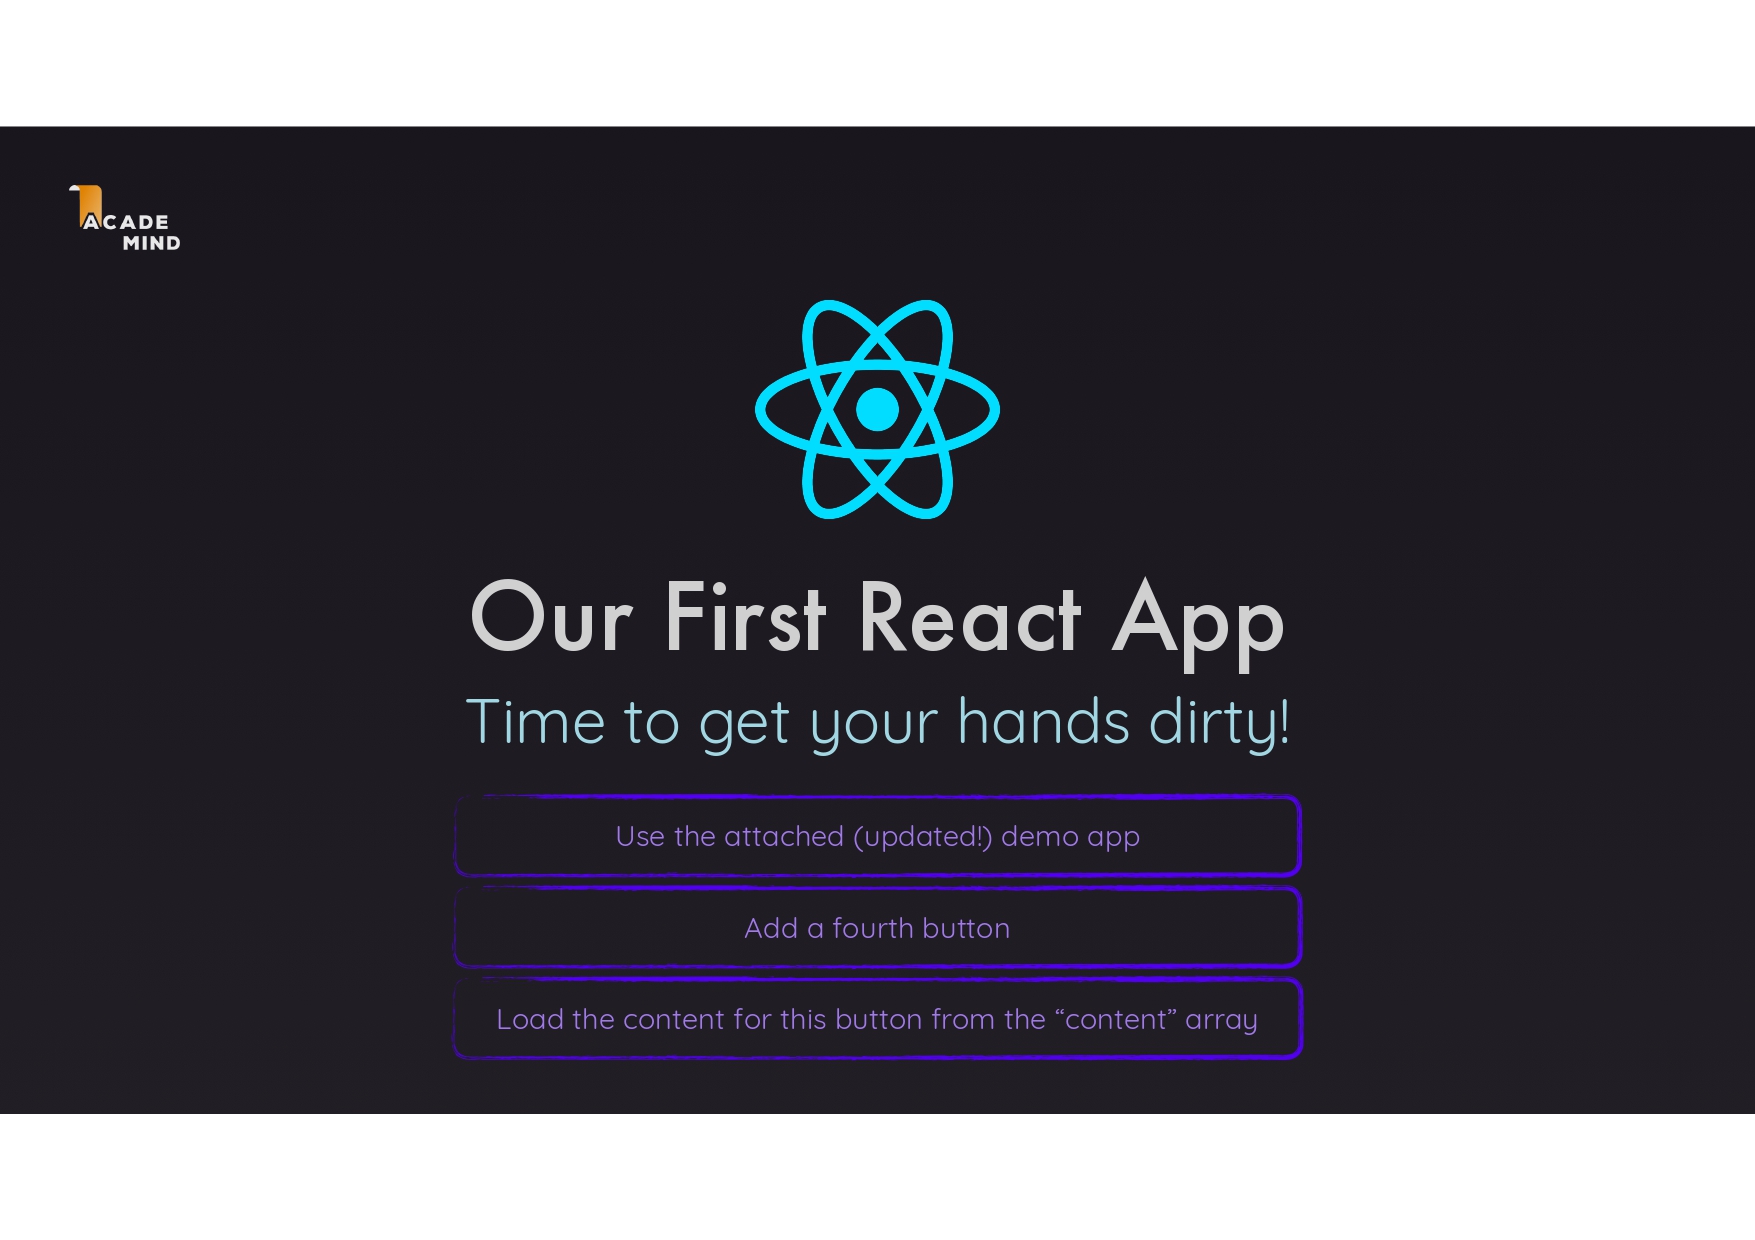 ACADE
MIND
Our First React App
Time to get your hands dirty!
Use the attached (updated!) demo app
Add a fourth button
Load the content for this button from the “content” array